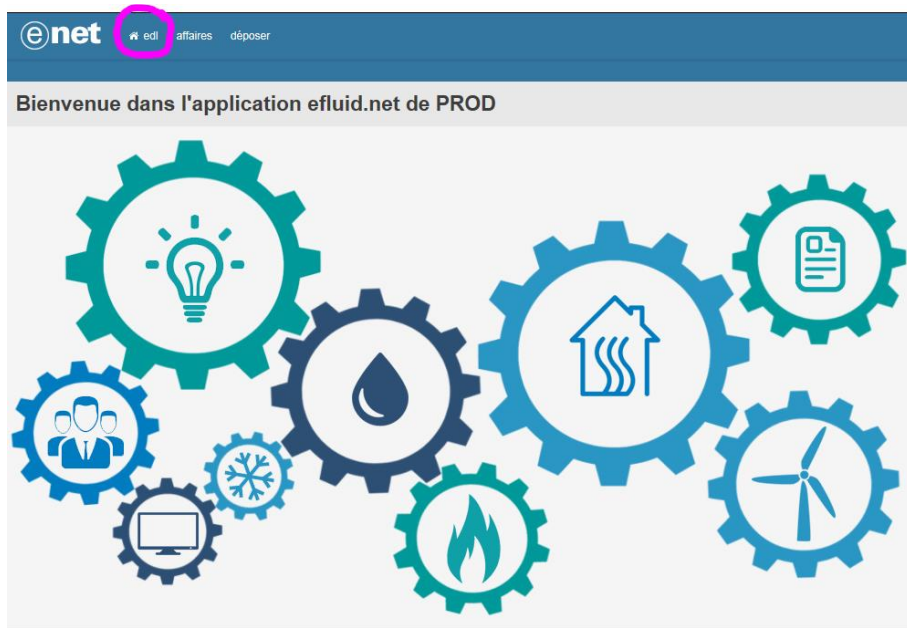 enet edl affaires déposer
Bienvenue dans l'application efluid.net de PROD